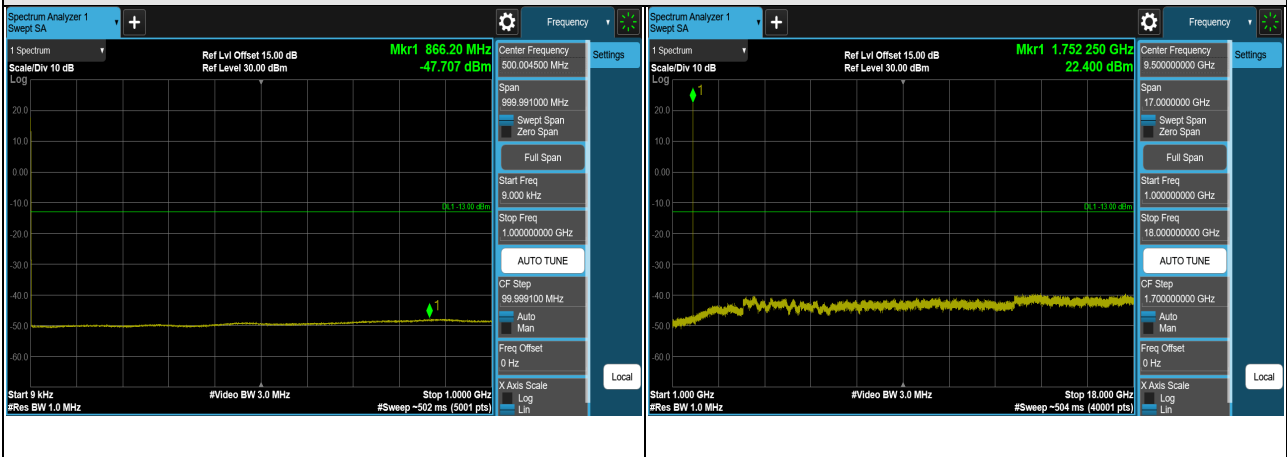 Spectrum Analyzer 1
Swept SA
+
Frequency
1 Spectrum
Scale/Div 10 dB
Ref Lvl Offset 15.00 dB
Ref Level 30.00 dBm
Mkr1 866.20 MHz
-47.707 dBm
Log
20.0
10.0
0.00
-10.0
-20.0
-30.0
-40.0
-50.0
-60.0
1
DL1 -13.00 dBm
Start 9 kHz
#Res BW 1.0 MHz
#Video BW 3.0 MHz
Stop 1.0000 GHz
#Sweep ~502 ms (5001 pts)
Center Frequency
500.004500 MHz
Span
999.991000 MHz
Swept Span
Zero Span
Full Span
Start Freq
9.000 kHz
Stop Freq
1.000000000 GHz
AUTO TUNE
CF Step
99.999100 MHz
Auto
Man
Freq Offset
0 Hz
X Axis Scale
Log
Lin
Settings
Local
Spectrum Analyzer 1
Swept SA
+
Frequency
1 Spectrum
Scale/Div 10 dB
Ref Lvl Offset 15.00 dB
Ref Level 30.00 dBm
Mkr1 1.752 250 GHz
22.400 dBm
Log
20.0
10.0
0.00
-10.0
-20.0
-30.0
-40.0
-50.0
-60.0
1
DL1 -13.00 dBm
Start 1.000 GHz
#Res BW 1.0 MHz
#Video BW 3.0 MHz
Stop 18.000 GHz
#Sweep ~504 ms (40001 pts)
Center Frequency
9.500000000 GHz
Span
17.0000000 GHz
Swept Span
Zero Span
Full Span
Start Freq
1.000000000 GHz
Stop Freq
18.000000000 GHz
AUTO TUNE
CF Step
1.700000000 GHz
Auto
Man
Freq Offset
0 Hz
X Axis Scale
Log
Lin
Settings
Local